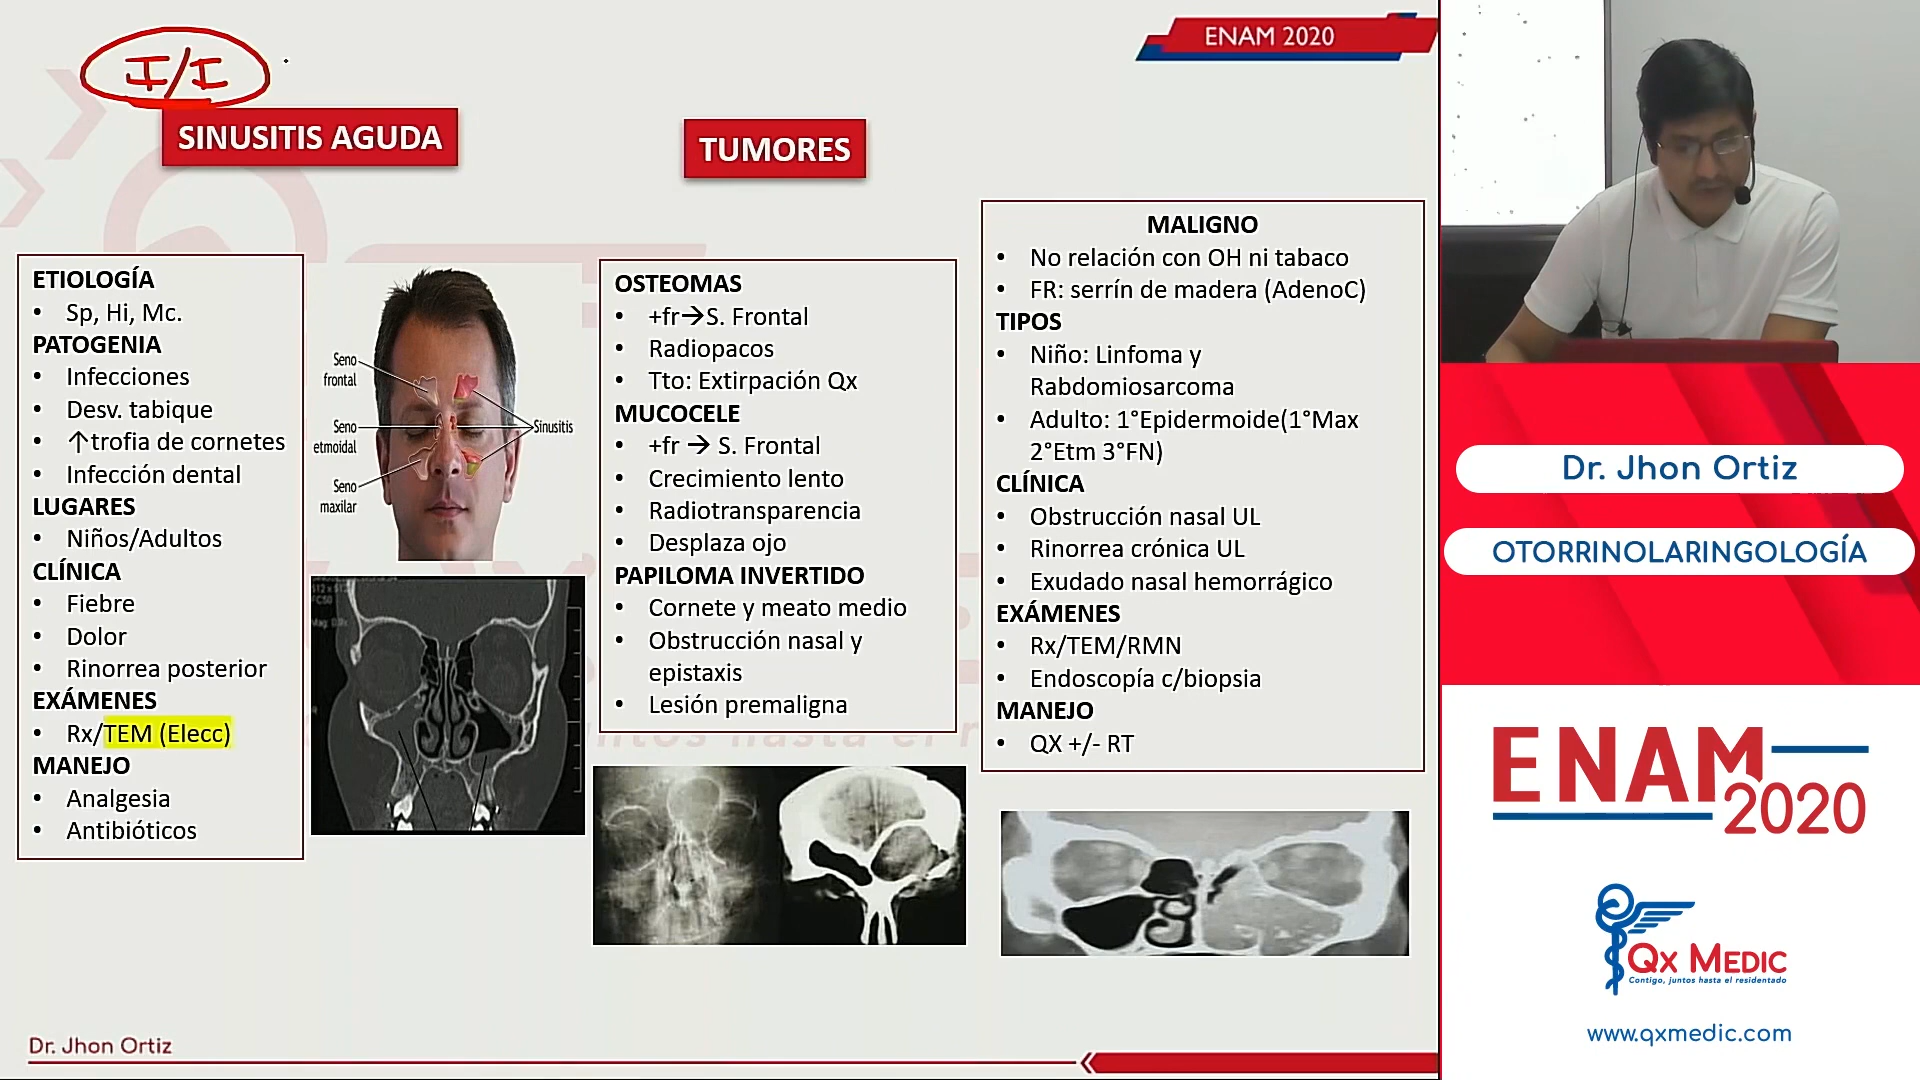 I/I
ENAM 2020
SINUSITIS AGUDA
TUMORES
ETIOLOGÍA
• Sp, Hi, Mc.
PATOGENIA
• Infecciones
• Desv. tabique
• ↑trofia de cornetes
• Infección dental
LUGARES
• Niños/Adultos
CLÍNICA
• Fiebre
• Dolor
• Rinorrea posterior
EXÁMENES
• Rx/TEM (Elecc)
MANEJO
• Analgesia
• Antibióticos
Seno
frontal
Seno
etmoidal
Seno
maxilar
Sinusitis
OSTEOMAS
• +fr→S. Frontal
• Radiopacos
• Tto: Extirpación Qx
MUCOCELE
• +fr → S. Frontal
• Crecimiento lento
• Radiotransparencia
• Desplaza ojo
PAPILOMA INVERTIDO
• Cornete y meato medio
• Obstrucción nasal y
epistaxis
• Lesión premaligna
MALIGNO
• No relación con OH ni tabaco
• FR: serrín de madera (AdenoC)
TIPOS
• Niño: Linfoma y
Rabdomiosarcoma
• Adulto: 1°Epidermoide(1°Max
2°Etm 3°FN)
CLÍNICA
• Obstrucción nasal UL
• Rinorrea crónica UL
• Exudado nasal hemorrágico
EXÁMENES
• Rx/TEM/RMN
• Endoscopía c/biopsia
MANEJO
• QX +/- RT
Dr. Jhon Ortiz
Dr. Jhon Ortiz
OTORRINOLARINGOLOGÍA
ENAM
2020
Qx MEDIC
Contigo, juntos hasta el residentado
www.qxmedic.com